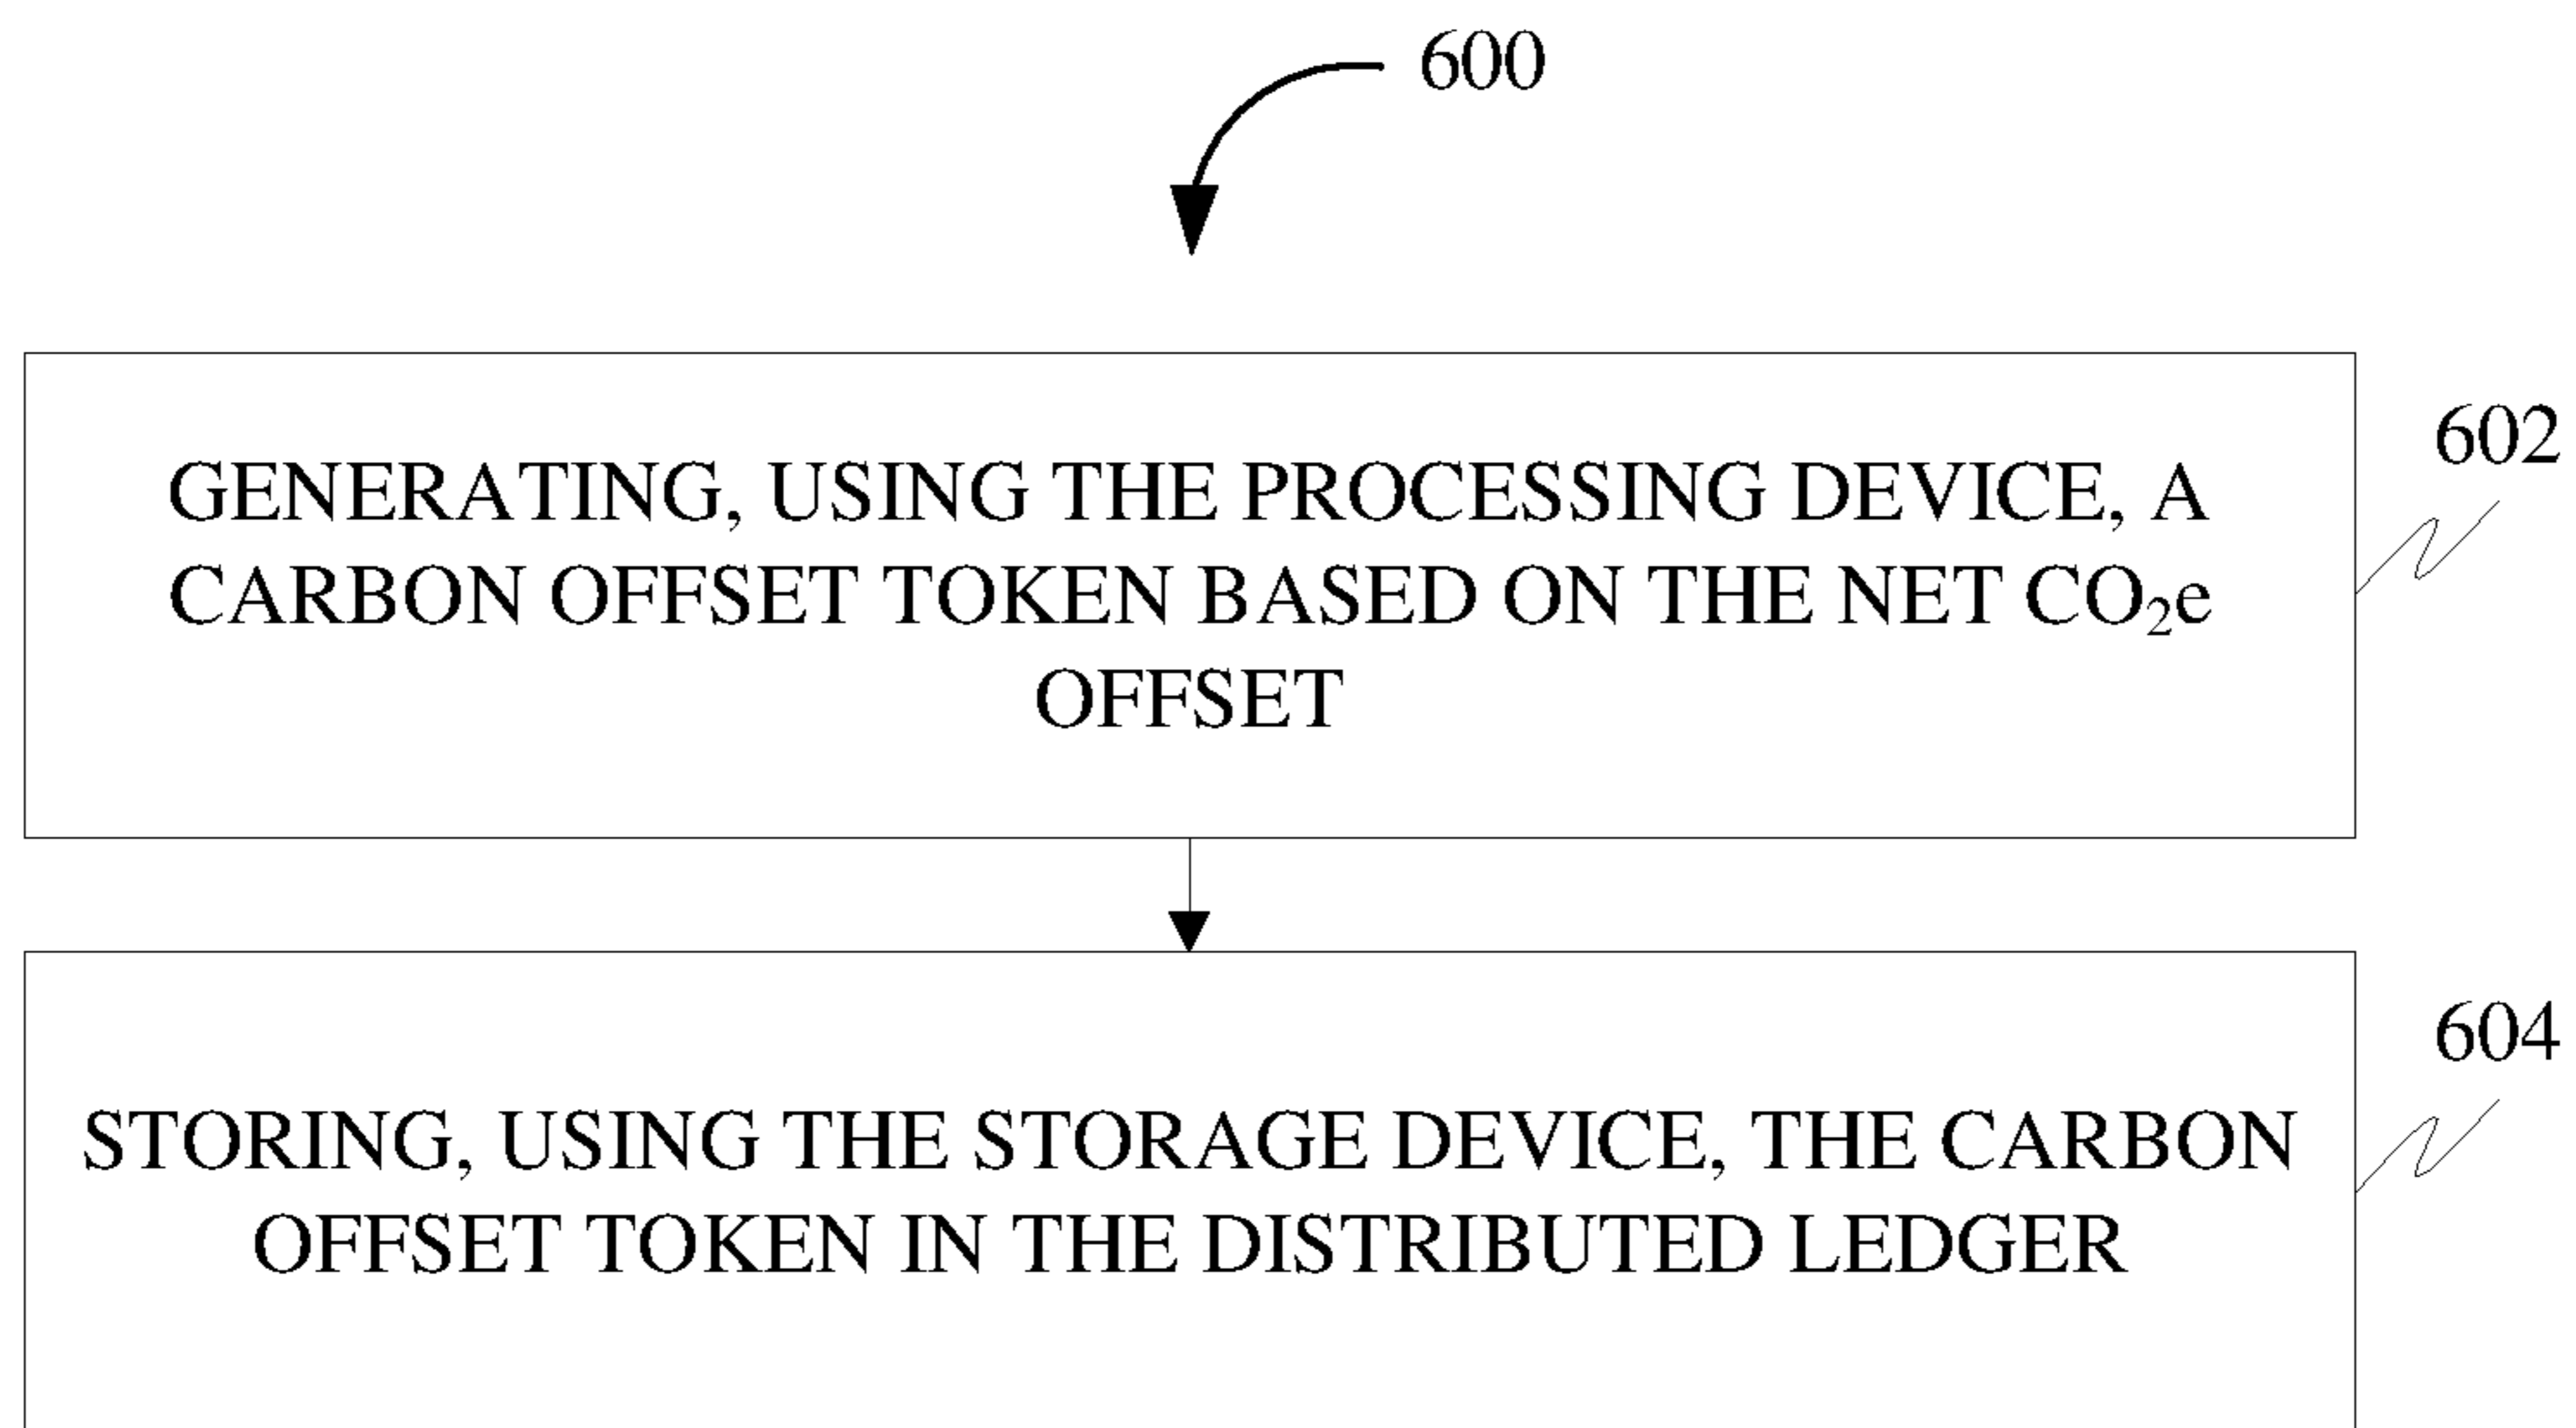 600
602
GENERATING, USING THE PROCESSING DEVICE, A
CARBON OFFSET TOKEN BASED ON THE NET CO₂e
OFFSET
604
STORING, USING THE STORAGE DEVICE, THE CARBON
OFFSET TOKEN IN THE DISTRIBUTED LEDGER